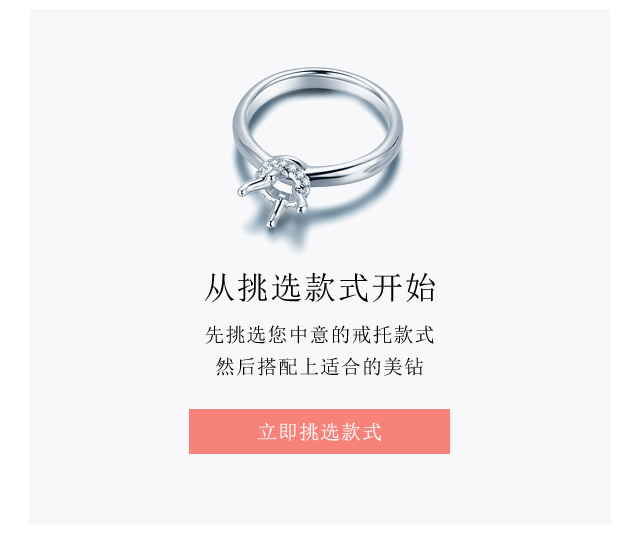 从挑选款式开始
先挑选您中意的戒托款式
然后搭配上适合的美钻
立即挑选款式